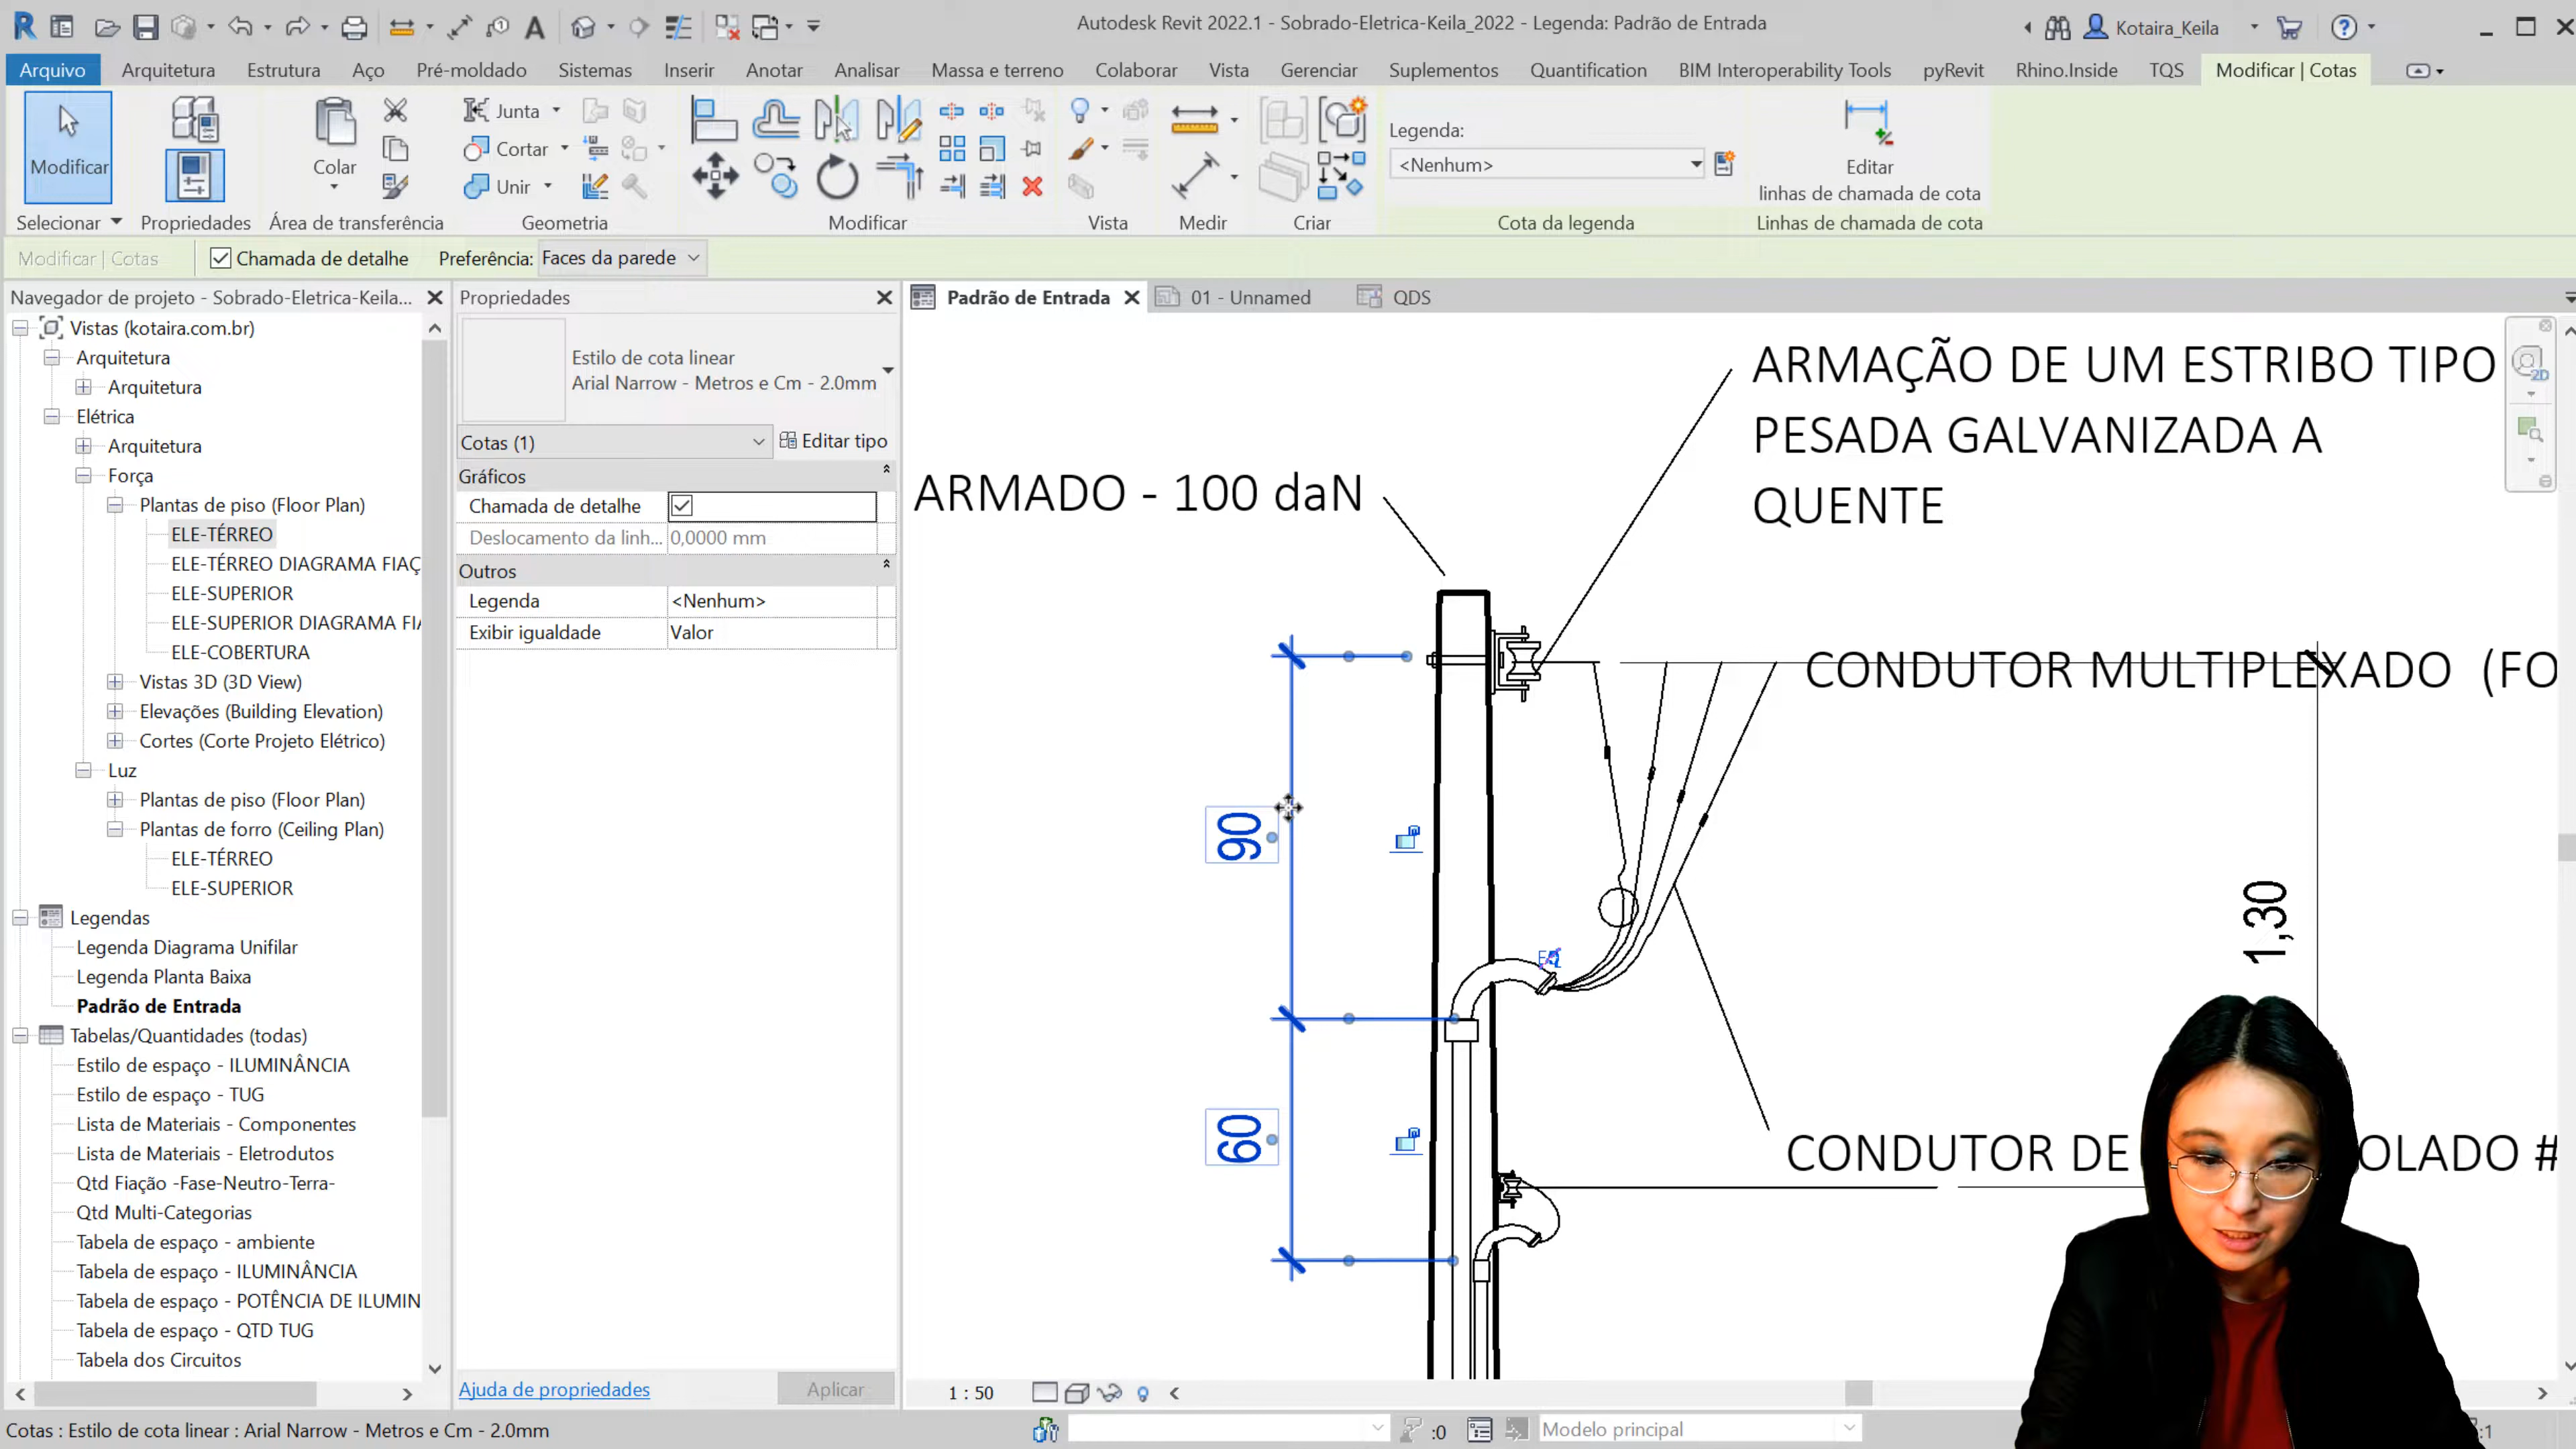 Autodesk Revit 2022.1 - Sobrado-Eletrica-Keila_2022 - Legenda: Padrão de Entrada
Kotaira_Keila
Arquivo Arquitetura Estrutura Aço Pré-moldado Sistemas Inserir Anotar Analisar Massa e terreno Colaborar Vista Gerenciar Suplementos Quantification BIM Interoperability Tools pyRevit Rhino.Inside TQS Modificar | Cotas
Modificar
Colar
Junta
Cortar
Unir
Legenda:
<Nenhum>
Editar
linhas de chamada de cota
Selecionar Propriedades Área de transferência Geometria Modificar Vista Medir Criar Cota da legenda Linhas de chamada de cota
Modificar | Cotas Chamada de detalhe Preferência: Faces da parede
Navegador de projeto - Sobrado-Eletrica-Keila...
Vistas (kotaira.com.br)
Arquitetura
Arquitetura
Elétrica
Arquitetura
Força
Plantas de piso (Floor Plan)
ELE-TÉRREO
ELE-TÉRREO DIAGRAMA FIAÇ
ELE-SUPERIOR
ELE-SUPERIOR DIAGRAMA FIA
ELE-COBERTURA
Vistas 3D (3D View)
Elevações (Building Elevation)
Cortes (Corte Projeto Elétrico)
Luz
Plantas de piso (Floor Plan)
Plantas de forro (Ceiling Plan)
ELE-TÉRREO
ELE-SUPERIOR
Legendas
Legenda Diagrama Unifilar
Legenda Planta Baixa
Padrão de Entrada
Tabelas/Quantidades (todas)
Estilo de espaço - ILUMINÂNCIA
Estilo de espaço - TUG
Lista de Materiais - Componentes
Lista de Materiais - Eletrodutos
Qtd Fiação -Fase-Neutro-Terra-
Qtd Multi-Categorias
Tabela de espaço - ambiente
Tabela de espaço - ILUMINÂNCIA
Tabela de espaço - POTÊNCIA DE ILUMIN
Tabela de espaço - QTD TUG
Tabela dos Circuitos
Propriedades
Estilo de cota linear
Arial Narrow - Metros e Cm - 2.0mm
Cotas (1) Editar tipo
Gráficos
Chamada de detalhe
Deslocamento da linh... 0,0000 mm
Outros
Legenda <Nenhum>
Exibir igualdade Valor
Ajuda de propriedades Aplicar
Padrão de Entrada 01 - Unnamed QDS
2D
ARMAÇÃO DE UM ESTRIBO TIPO
PESADA GALVANIZADA A
QUENTE
ARMADO - 100 daN
CONDUTOR MULTIPLEXADO (FO
90
1,30
EQ
60
CONDUTOR DE OLADO #
1 : 50
Cotas : Estilo de cota linear : Arial Narrow - Metros e Cm - 2.0mm
:0
Modelo principal
:1